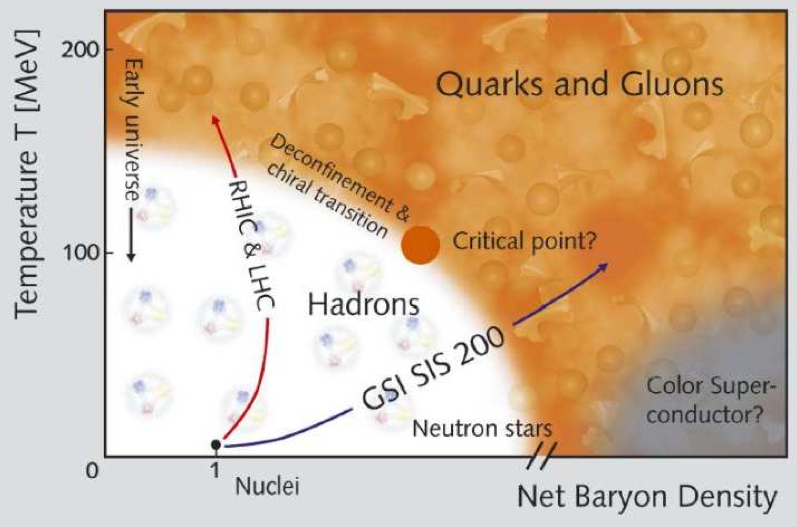 Temperature T [MeV]
200
100
0
Early universe
Quarks and Gluons
Deconfinement &
chiral transition
RHIC & LHC
Critical point?
Hadrons
GSI SIS 200
Color Super-
conductor?
Neutron stars
1
Nuclei
Net Baryon Density